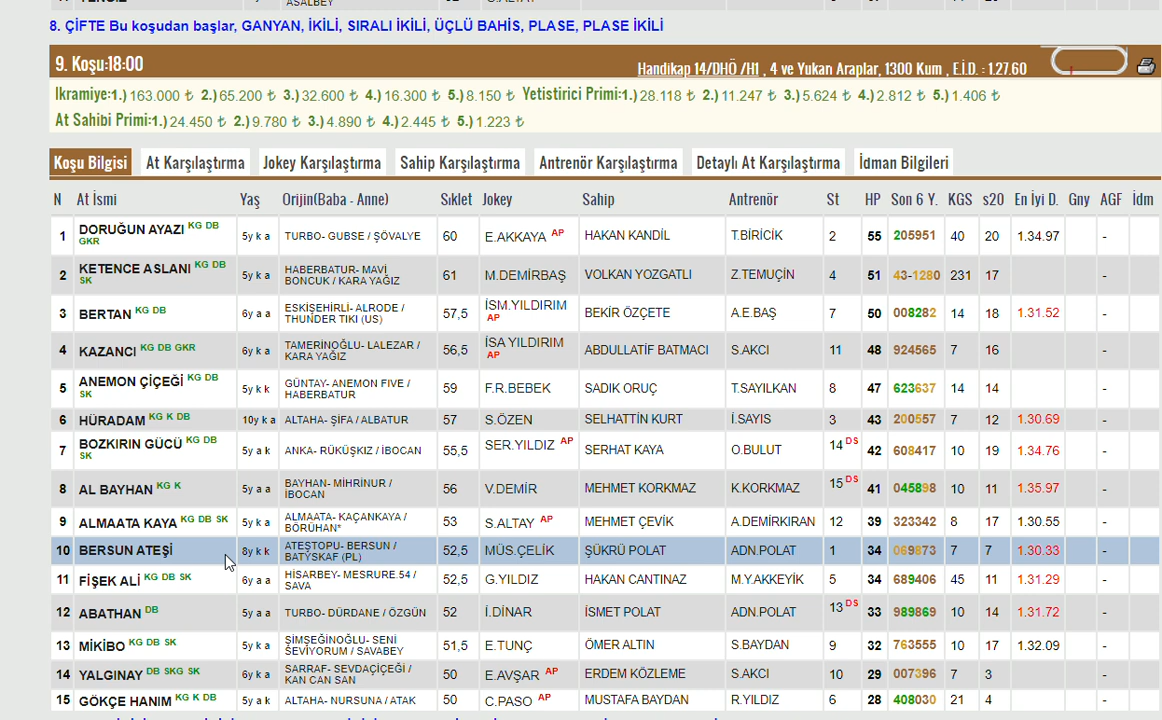 ASALBEY
8. ÇİFTE Bu koşudan başlar, GANYAN, İKİLİ, SIRALI İKİLİ, ÜÇLÜ BAHİS, PLASE, PLASE İKİLİ
9. Koşu:18:00 Handikap 14/DHÖ /H1 , 4 ve Yukarı Araplar, 1300 Kum , E.İ.D. : 1.27.60
Ikramiye:1.) 163.000 ₺ 2.) 65.200 ₺ 3.) 32.600 ₺ 4.) 16.300 ₺ 5.) 8.150 ₺ Yetistirici Primi:1.) 28.118 ₺ 2.) 11.247 ₺ 3.) 5.624 ₺ 4.) 2.812 ₺ 5.) 1.406 ₺
At Sahibi Primi:1.) 24.450 ₺ 2.) 9.780 ₺ 3.) 4.890 ₺ 4.) 2.445 ₺ 5.) 1.223 ₺
Koşu Bilgisi At Karşılaştırma Jokey Karşılaştırma Sahip Karşılaştırma Antrenör Karşılaştırma Detaylı At Karşılaştırma İdman Bilgileri
N At İsmi Yaş Orijin(Baba - Anne) Sıklet Jokey Sahip Antrenör St HP Son 6 Y. KGS s20 En İyi D. Gny AGF İdm
1 DORUĞUN AYAZI KG DB GKR 5y k a TURBO- GUBSE / ŞÖVALYE 60 E.AKKAYA AP HAKAN KANDİL T.BİRİCİK 2 55 205951 40 20 1.34.97 -
2 KETENCE ASLANI KG DB SK 5y k a HABERBATUR- MAVİ BONCUK / KARA YAĞIZ 61 M.DEMİRBAŞ VOLKAN YOZGATLI Z.TEMUÇİN 4 51 43-1280 231 17 -
3 BERTAN KG DB 6y a a ESKİŞEHİRLİ- ALRODE / THUNDER TIKI (US) 57,5 İSM.YILDIRIM AP BEKİR ÖZÇETE A.E.BAŞ 7 50 008282 14 18 1.31.52 -
4 KAZANCI KG DB GKR 6y k a TAMERİNOĞLU- LALEZAR / KARA YAĞIZ 56,5 İSA YILDIRIM AP ABDULLATİF BATMACI S.AKCI 11 48 924565 7 16 -
5 ANEMON ÇİÇEĞİ KG DB SK 5y k k GÜNTAY- ANEMON FIVE / HABERBATUR 59 F.R.BEBEK SADIK ORUÇ T.SAYILKAN 8 47 623637 14 14 -
6 HÜRADAM KG K DB 10y k a ALTAHA- ŞİFA / ALBATUR 57 S.ÖZEN SELHATTİN KURT İ.SAYIS 3 43 200557 7 12 1.30.69 -
7 BOZKIRIN GÜCÜ KG DB SK 5y a k ANKA- RÜKÜŞKIZ / İBOCAN 55,5 SER.YILDIZ AP SERHAT KAYA O.BULUT 14 DS 42 608417 10 19 1.34.76 -
8 AL BAYHAN KG K 5y a a BAYHAN- MİHRİNUR / İBOCAN 56 V.DEMİR MEHMET KORKMAZ K.KORKMAZ 15 DS 41 045898 10 11 1.35.97 -
9 ALMAATA KAYA KG DB SK 5y k a ALMAATA- KAÇANKAYA / BÖRÜHAN* 53 S.ALTAY AP MEHMET ÇEVİK A.DEMİRKIRAN 12 39 323342 8 17 1.30.55 -
10 BERSUN ATEŞİ 8y k k ATEŞTOPU- BERSUN / BATYSKAF (PL) 52,5 MÜS.ÇELİK ŞÜKRÜ POLAT ADN.POLAT 1 34 069873 7 7 1.30.33 -
11 FİŞEK ALİ KG DB SK 6y a a HİSARBEY- MESRURE.54 / SAVA 52,5 G.YILDIZ HAKAN CANTINAZ M.Y.AKKEYİK 5 34 689406 45 11 1.31.29 -
12 ABATHAN DB 5y a a TURBO- DÜRDANE / ÖZGÜN 52 İ.DİNAR İSMET POLAT ADN.POLAT 13 DS 33 989869 10 14 1.31.72 -
13 MİKİBO KG DB SK 5y k a ŞİMŞEĞİNOĞLU- SENİ SEVİYORUM / SAVABEY 51,5 E.TUNÇ ÖMER ALTIN S.BAYDAN 9 32 763555 10 17 1.32.09 -
14 YALGINAY DB SKG SK 6y k a SARRAF- SEVDAÇİÇEĞİ / KAN CAN SAN 50 E.AVŞAR AP ERDEM KÖZLEME S.AKCI 10 29 007396 7 3 -
15 GÖKÇE HANIM KG K DB 5y a k ALTAHA- NURSUNA / ATAK 50 C.PASO AP MUSTAFA BAYDAN R.YILDIZ 6 28 408030 21 4 -